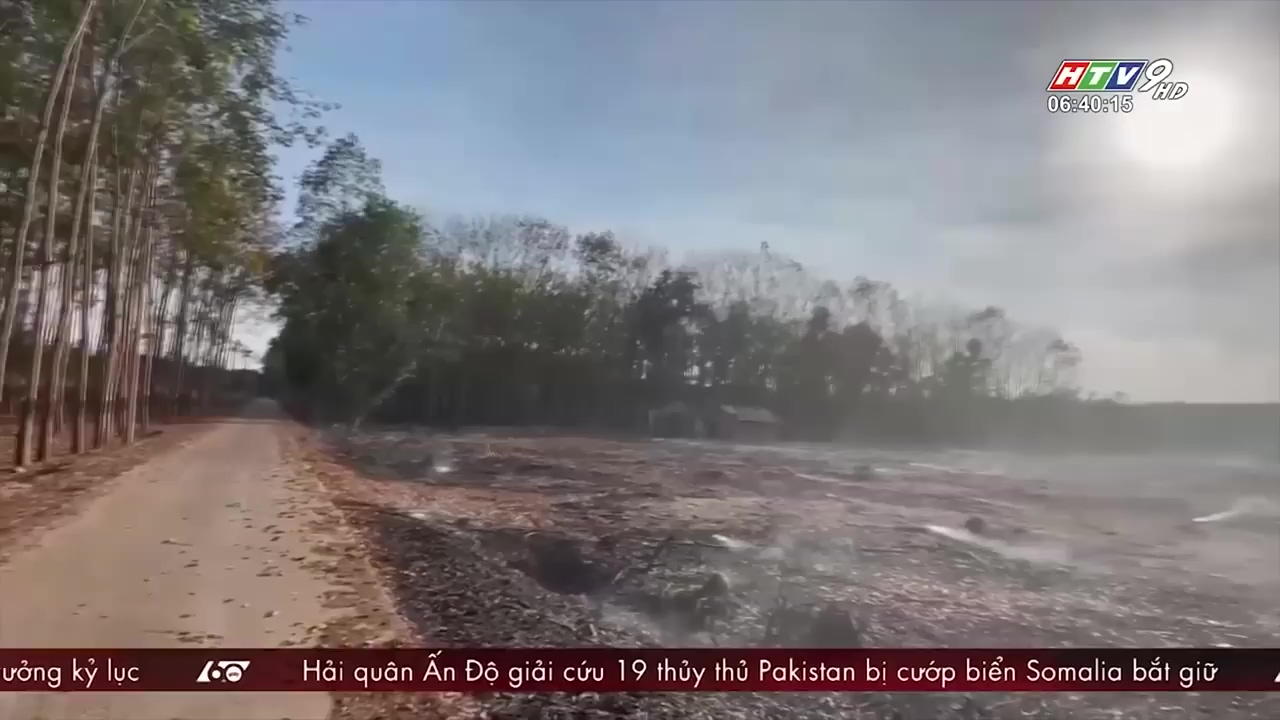 HTV9 HD
06:40:15
ưởng kỷ lục 60 Hải quân Ấn Độ giải cứu 19 thủy thủ Pakistan bị cướp biển Somalia bắt giữ